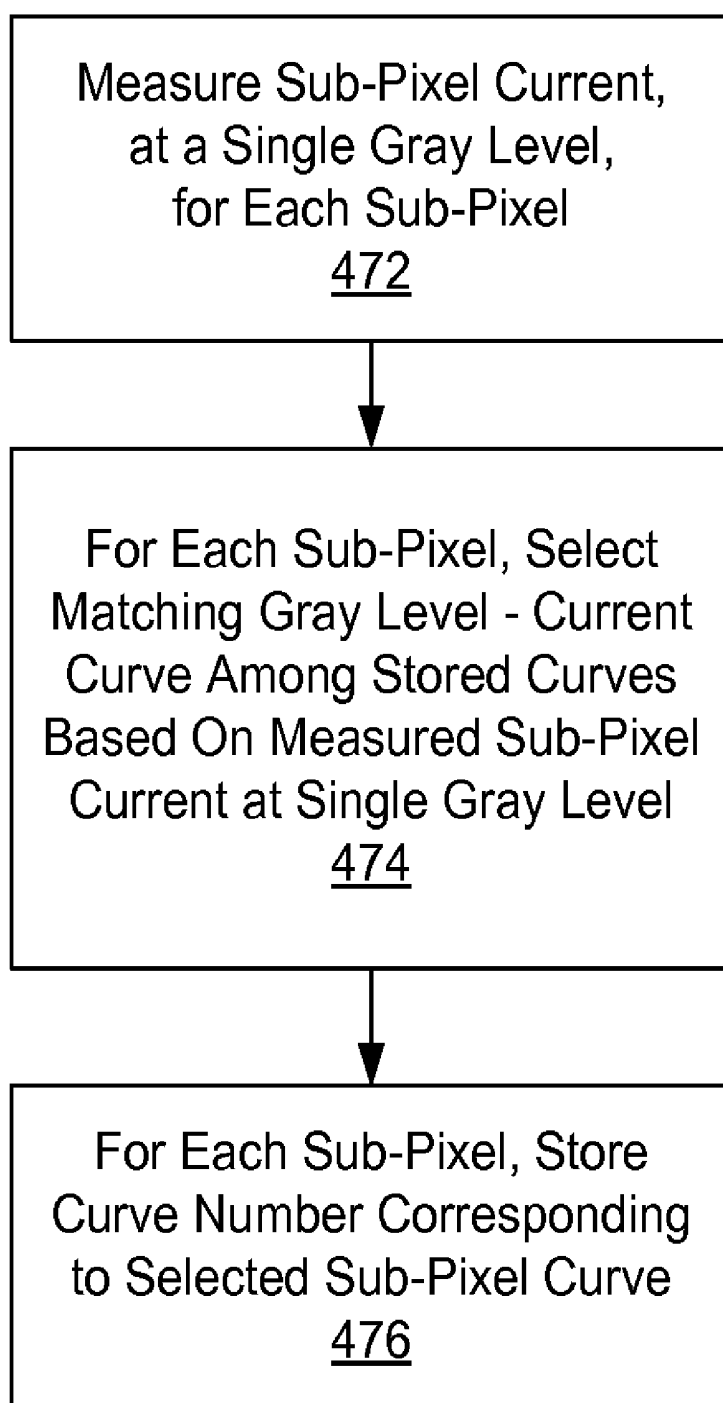 Measure Sub-Pixel Current,
at a Single Gray Level,
for Each Sub-Pixel
472
For Each Sub-Pixel, Select
Matching Gray Level - Current
Curve Among Stored Curves
Based On Measured Sub-Pixel
Current at Single Gray Level
474
For Each Sub-Pixel, Store
Curve Number Corresponding
to Selected Sub-Pixel Curve
476